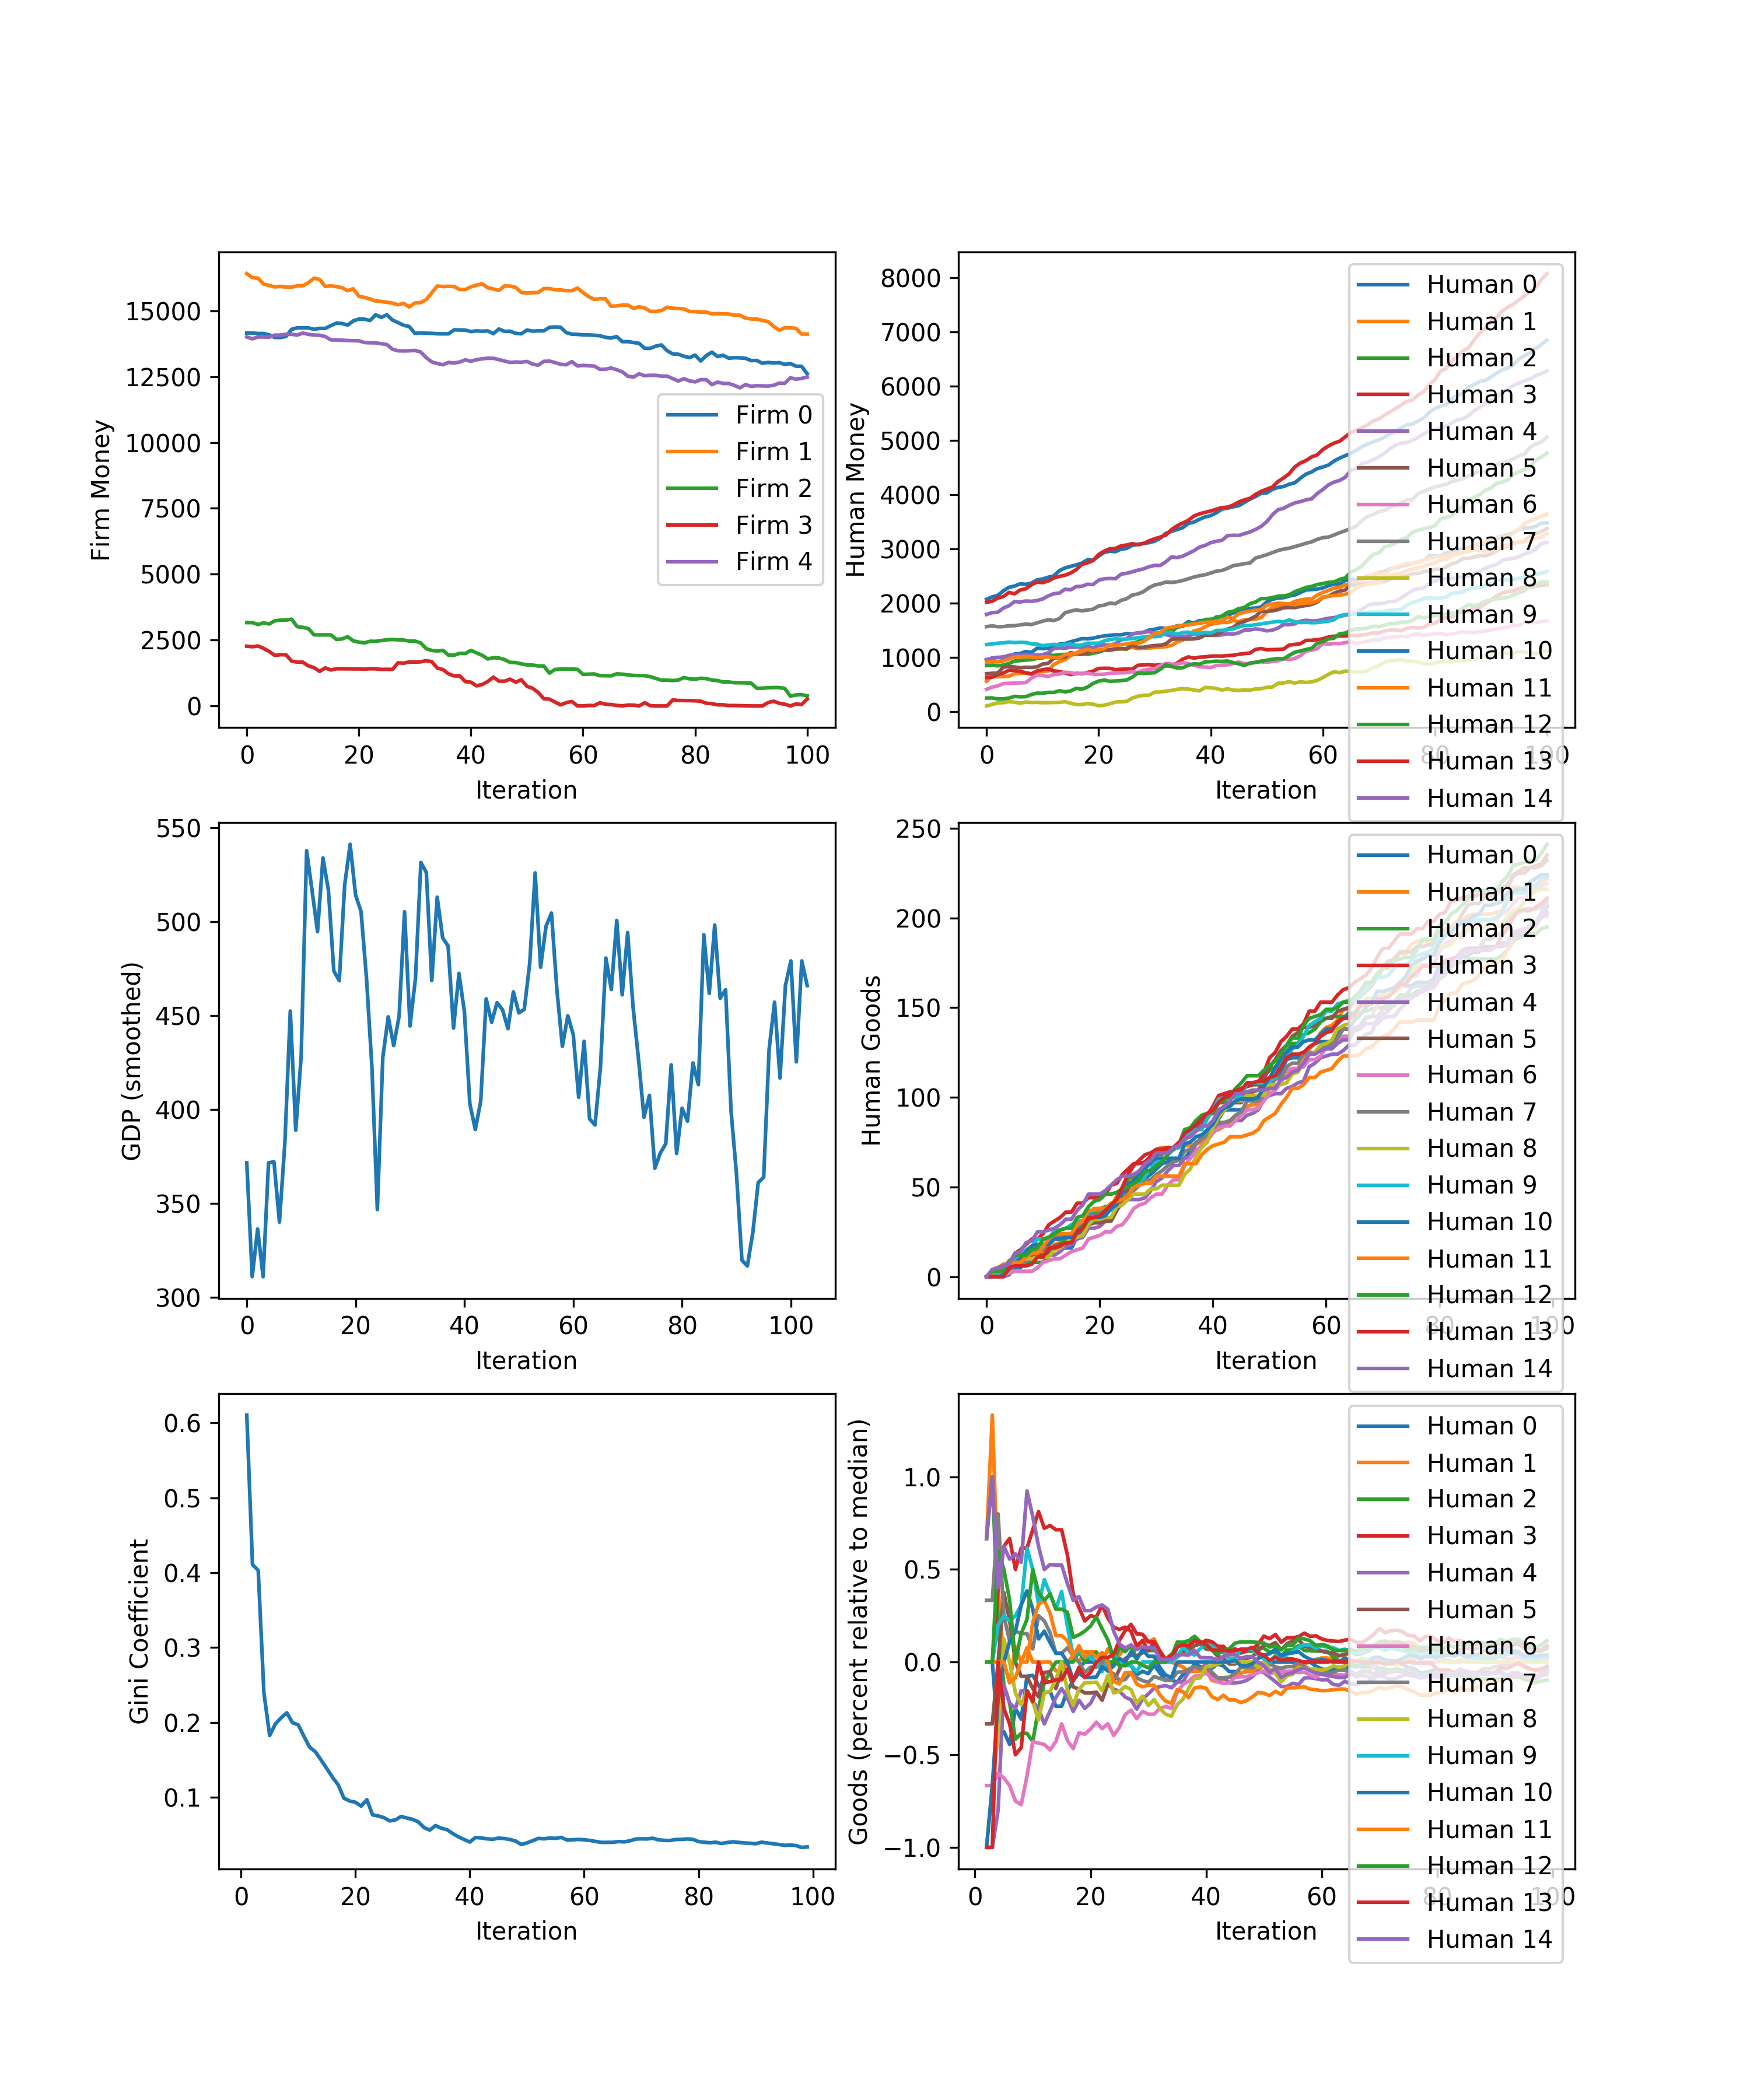 Firm Money
15000
12500
10000
7500
5000
2500
0
Firm 0
Firm 1
Firm 2
Firm 3
Firm 4
0 20 40 60 80 100
Iteration
Human Money
8000
7000
6000
5000
4000
3000
2000
1000
0
Human 0
Human 1
Human 2
Human 3
Human 4
Human 5
Human 6
Human 7
Human 8
Human 9
Human 10
Human 11
Human 12
Human 13
Human 14
0 20 40 60 80 100
Iteration
GDP (smoothed)
550
500
450
400
350
300
0 20 40 60 80 100
Iteration
Human Goods
250
200
150
100
50
0
Human 0
Human 1
Human 2
Human 3
Human 4
Human 5
Human 6
Human 7
Human 8
Human 9
Human 10
Human 11
Human 12
Human 13
Human 14
0 20 40 60 80 100
Iteration
Gini Coefficient
0.6
0.5
0.4
0.3
0.2
0.1
0 20 40 60 80 100
Iteration
Goods (percent relative to median)
1.0
0.5
0.0
−0.5
−1.0
Human 0
Human 1
Human 2
Human 3
Human 4
Human 5
Human 6
Human 7
Human 8
Human 9
Human 10
Human 11
Human 12
Human 13
Human 14
0 20 40 60 80 100
Iteration